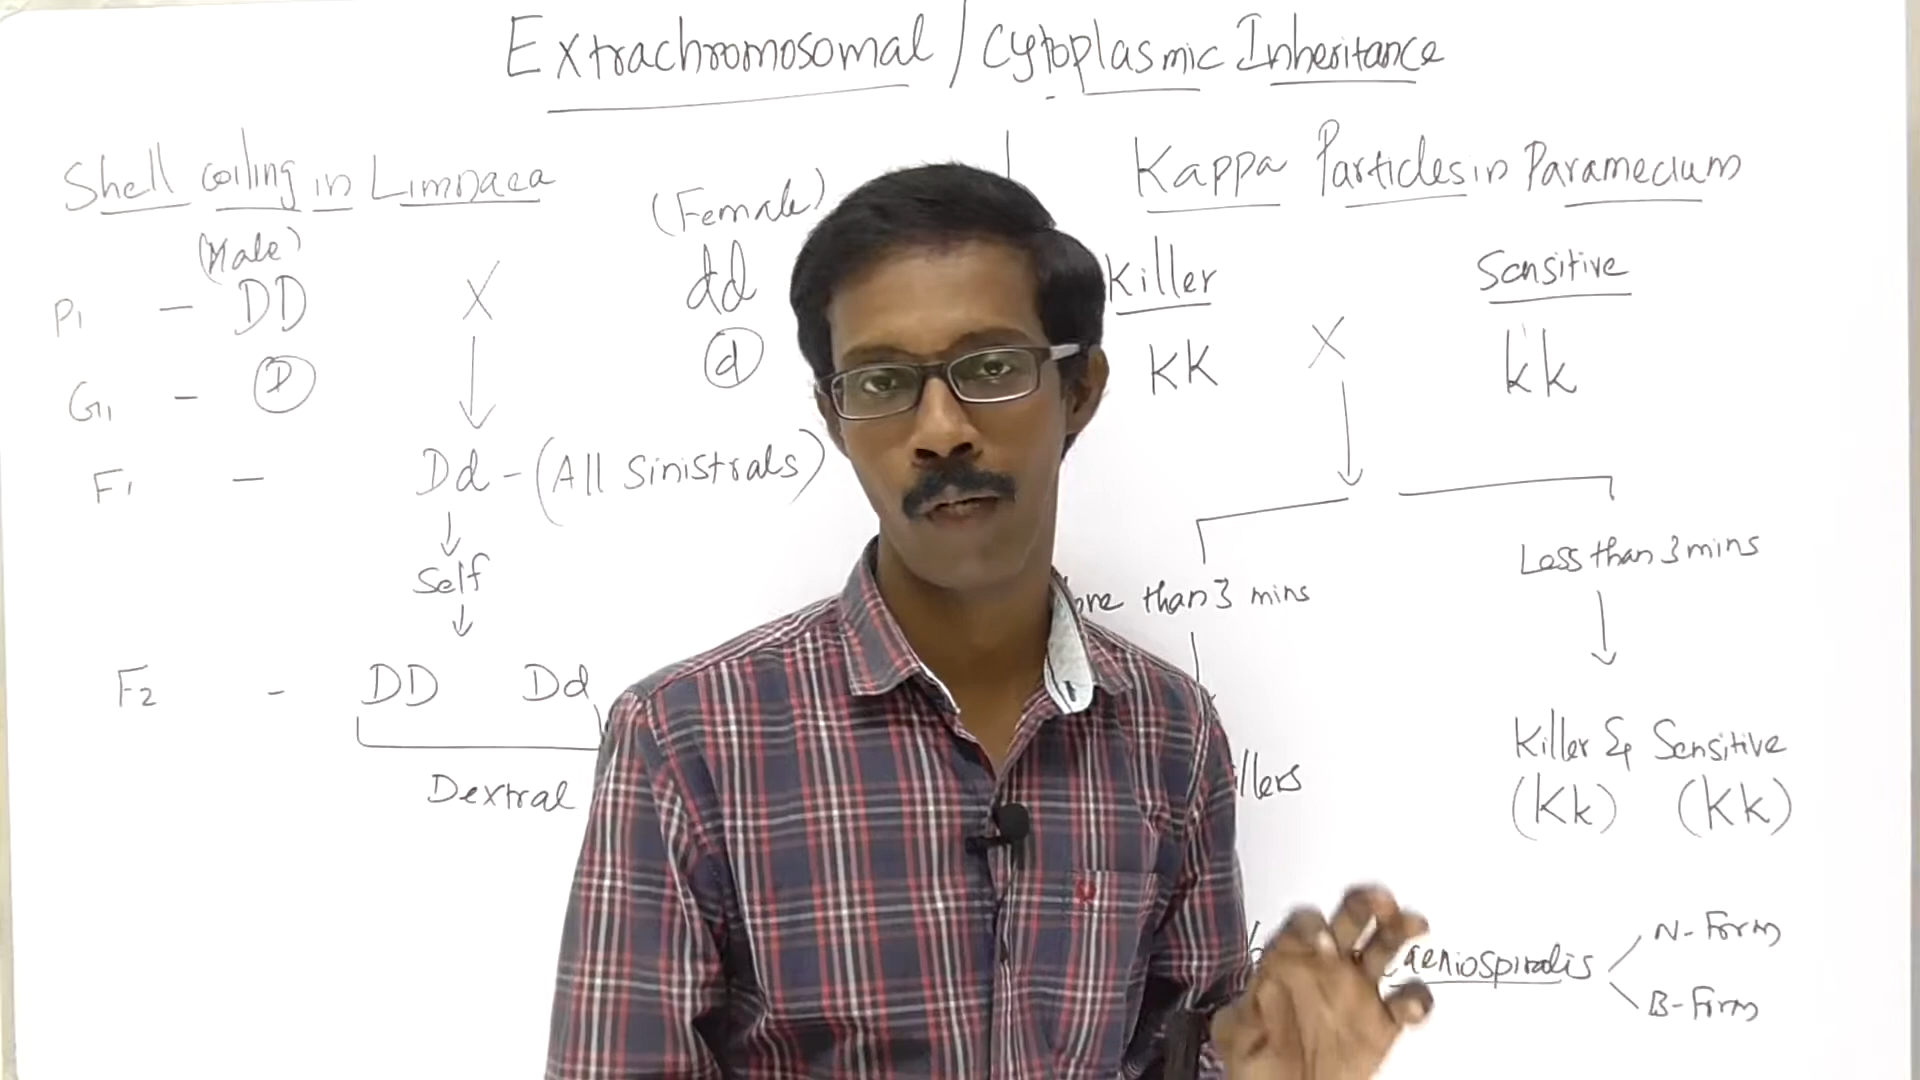 Extrachromosomal / Cytoplasmic Inheritance
Shell coiling in Limnaea
(Male)
(Female)
P1 - DD X dd
G1 - D d
F1 - Dd - (All Sinistrals)
Self
F2 - DD Dd
Dextral
Kappa Particles in Paramecium
Killer Sensitive
KK X kk
than 3 mins
Less than 3 mins
Killer & Sensitive
(Kk) (Kk)
N-Form
B-Form